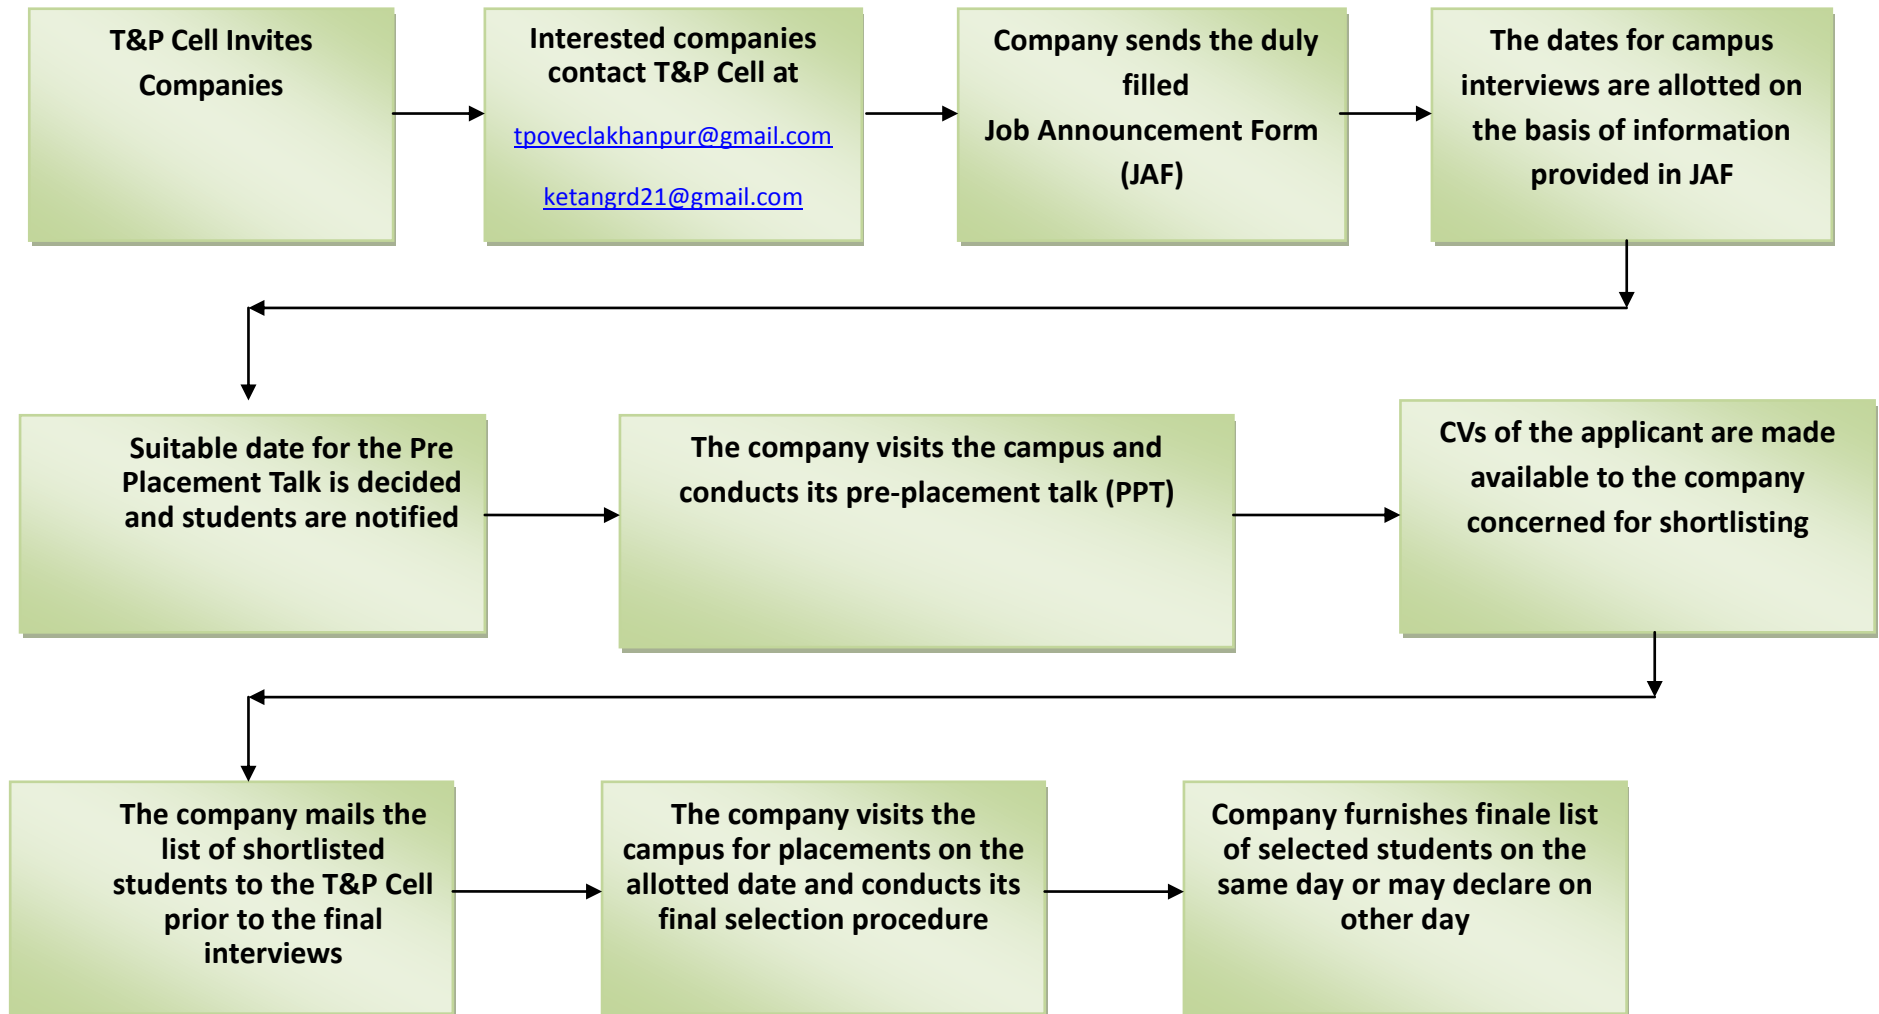 T&P Cell Invites
Companies
Interested companies
contact T&P Cell at
tpoveclakhanpur@gmail.com
ketangrd21@gmail.com
Company sends the duly
filled
Job Announcement Form
(JAF)
The dates for campus
interviews are allotted on
the basis of information
provided in JAF
Suitable date for the Pre
Placement Talk is decided
and students are notified
The company visits the campus and
conducts its pre-placement talk (PPT)
CVs of the applicant are made
available to the company
concerned for shortlisting
The company mails the
list of shortlisted
students to the T&P Cell
prior to the final
interviews
The company visits the
campus for placements on the
allotted date and conducts its
final selection procedure
Company furnishes finale list
of selected students on the
same day or may declare on
other day